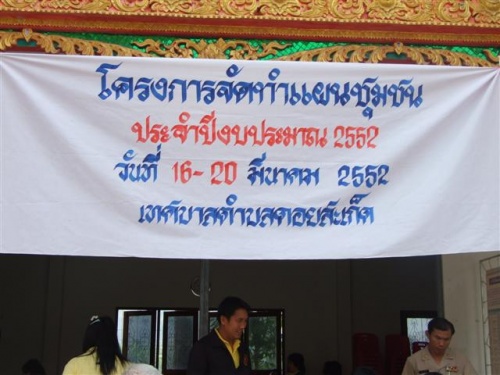 โครงการจัดทำแผนชุมชน
ประจำปีงบประมาณ 2552
วันที่ 16-20 มีนาคม 2552
เทศบาลตำบลดอยสะเก็ด